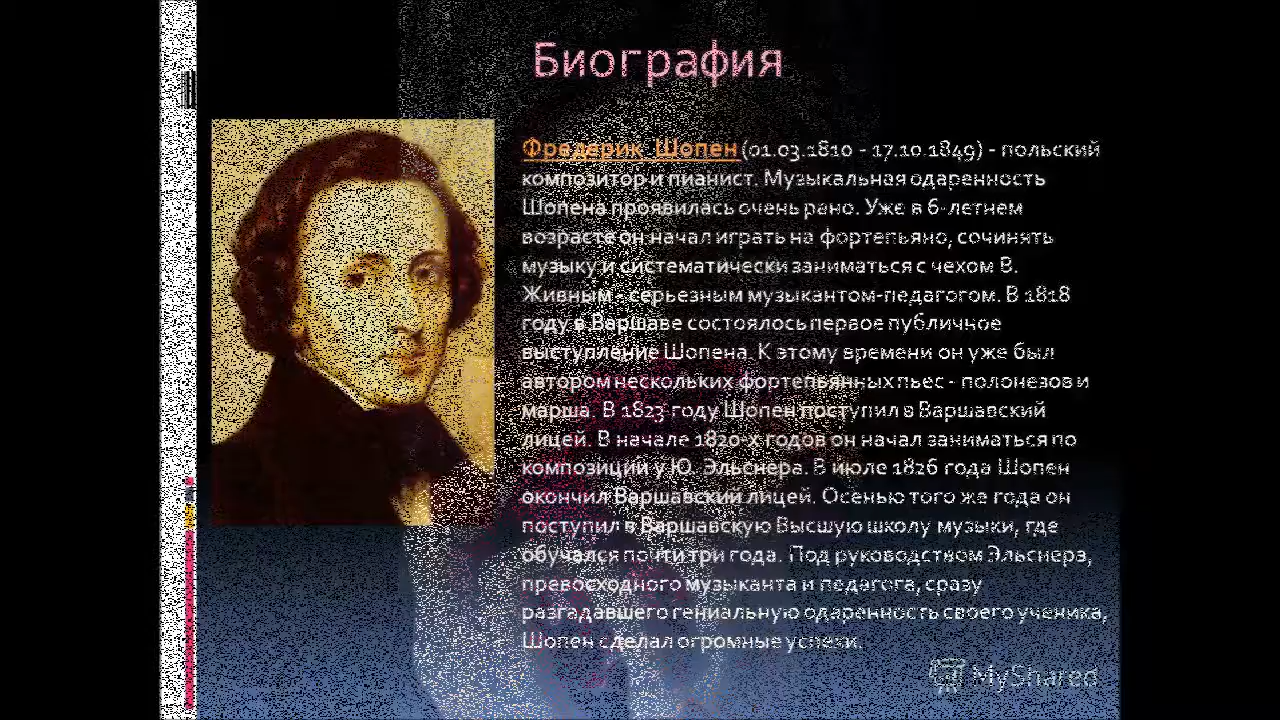 Биография
Фредерик Шопен (01.03.1810 - 17.10.1849) - польский
композитор и пианист. Музыкальная одаренность
Шопена проявилась очень рано. Уже в 6-летнем
возрасте он начал играть на фортепьяно, сочинять
музыку и систематически заниматься с чехом В.
Живным - серьезным музыкантом-педагогом. В 1818
году в Варшаве состоялось первое публичное
выступление Шопена. К этому времени он уже был
автором нескольких фортепьянных пьес - полонезов и
марша. В 1823 году Шопен поступил в Варшавский
лицей. В начале 1820-х годов он начал заниматься по
композиции у Ю. Эльснера. В июле 1826 года Шопен
окончил Варшавский лицей. Осенью того же года он
поступил в Варшавскую Высшую школу музыки, где
обучался почти три года. Под руководством Эльснера,
превосходного музыканта и педагога, сразу
разгадавшего гениальную одаренность своего ученика,
Шопен сделал огромные успехи.
MyShared